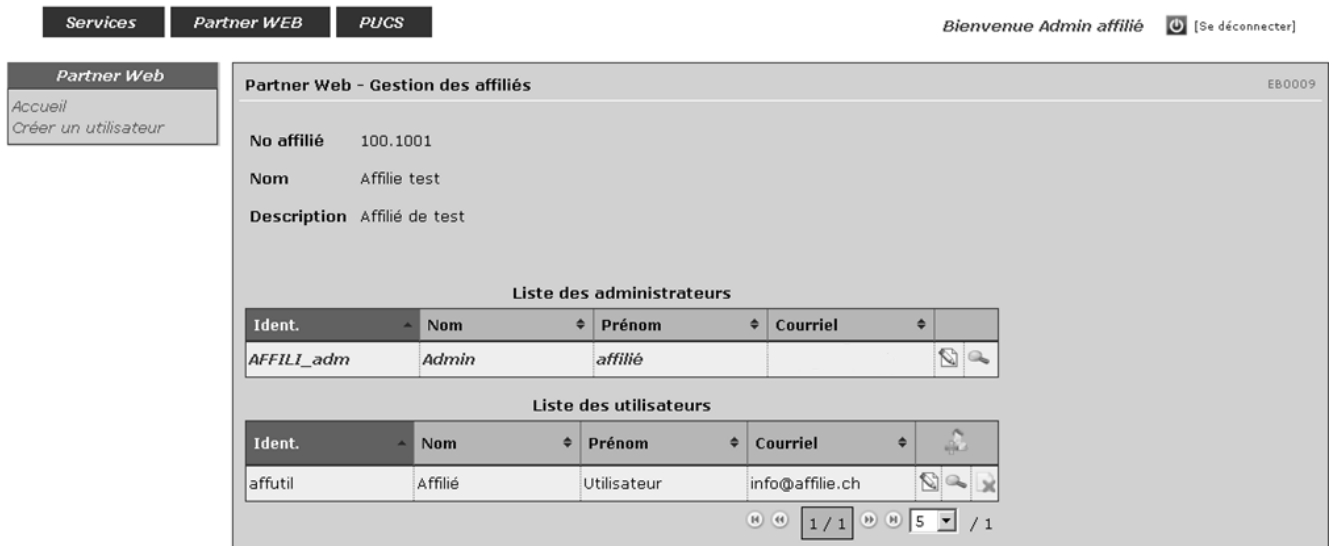 Services Partner WEB PUCS Bienvenue Admin affilié [Se déconnecter]
Partner Web
Accueil
Créer un utilisateur
Partner Web - Gestion des affiliés EB0009
No affilié 100.1001
Nom Affilie test
Description Affilié de test
Liste des administrateurs
Ident. Nom Prénom Courriel
AFFILI_adm Admin affilié
Liste des utilisateurs
Ident. Nom Prénom Courriel
affutil Affilié Utilisateur info@affilie.ch
1 / 1 5 / 1